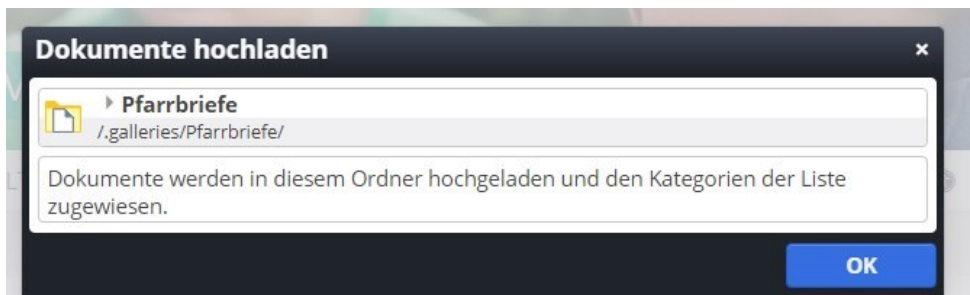 Dokumente hochladen
Pfarrbriefe
/.galleries/Pfarrbriefe/
Dokumente werden in diesem Ordner hochgeladen und den Kategorien der Liste
zugewiesen.
OK